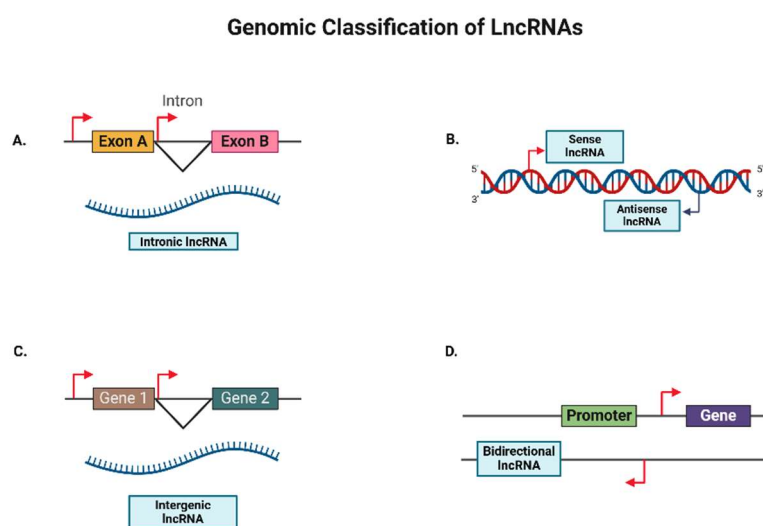 Genomic Classification of LncRNAs
A.
Intron
Exon A
Exon B
Intronic lncRNA
B.
Sense
lncRNA
5'
5'
3'
3'
Antisense
lncRNA
C.
Gene 1
Gene 2
Intergenic
lncRNA
D.
Promoter
Gene
Bidirectional
lncRNA